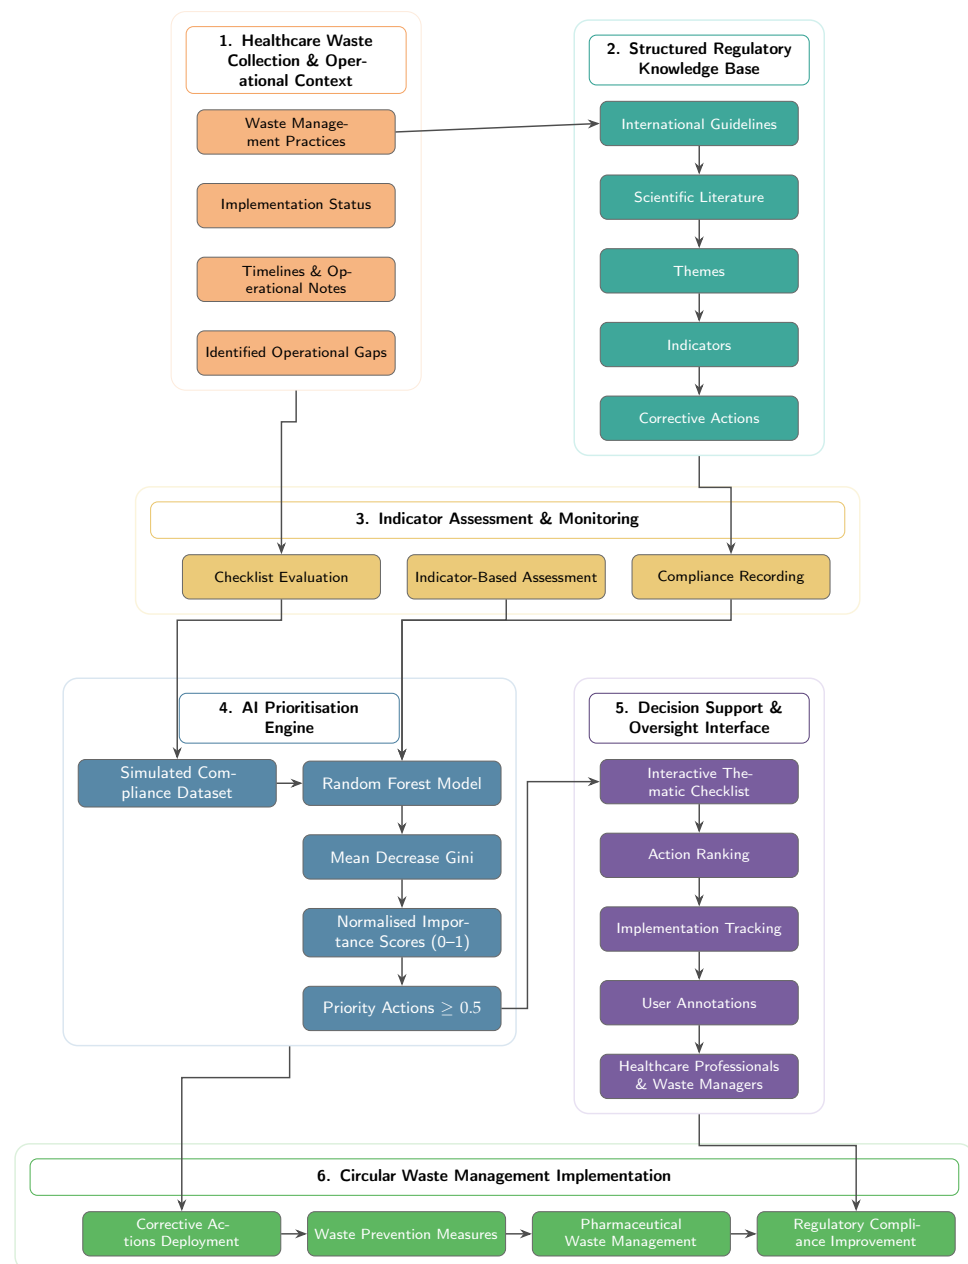 1. Healthcare Waste
Collection & Oper-
ational Context
Waste Manage-
ment Practices
Implementation Status
Timelines & Op-
erational Notes
Identified Operational Gaps
2. Structured Regulatory
Knowledge Base
International Guidelines
Scientific Literature
Themes
Indicators
Corrective Actions
3. Indicator Assessment & Monitoring
Checklist Evaluation
Indicator-Based Assessment
Compliance Recording
4. AI Prioritisation
Engine
Simulated Com-
pliance Dataset
Random Forest Model
Mean Decrease Gini
Normalised Impor-
tance Scores (0–1)
Priority Actions ≥ 0.5
5. Decision Support &
Oversight Interface
Interactive The-
matic Checklist
Action Ranking
Implementation Tracking
User Annotations
Healthcare Professionals
& Waste Managers
6. Circular Waste Management Implementation
Corrective Ac-
tions Deployment
Waste Prevention Measures
Pharmaceutical
Waste Management
Regulatory Compli-
ance Improvement